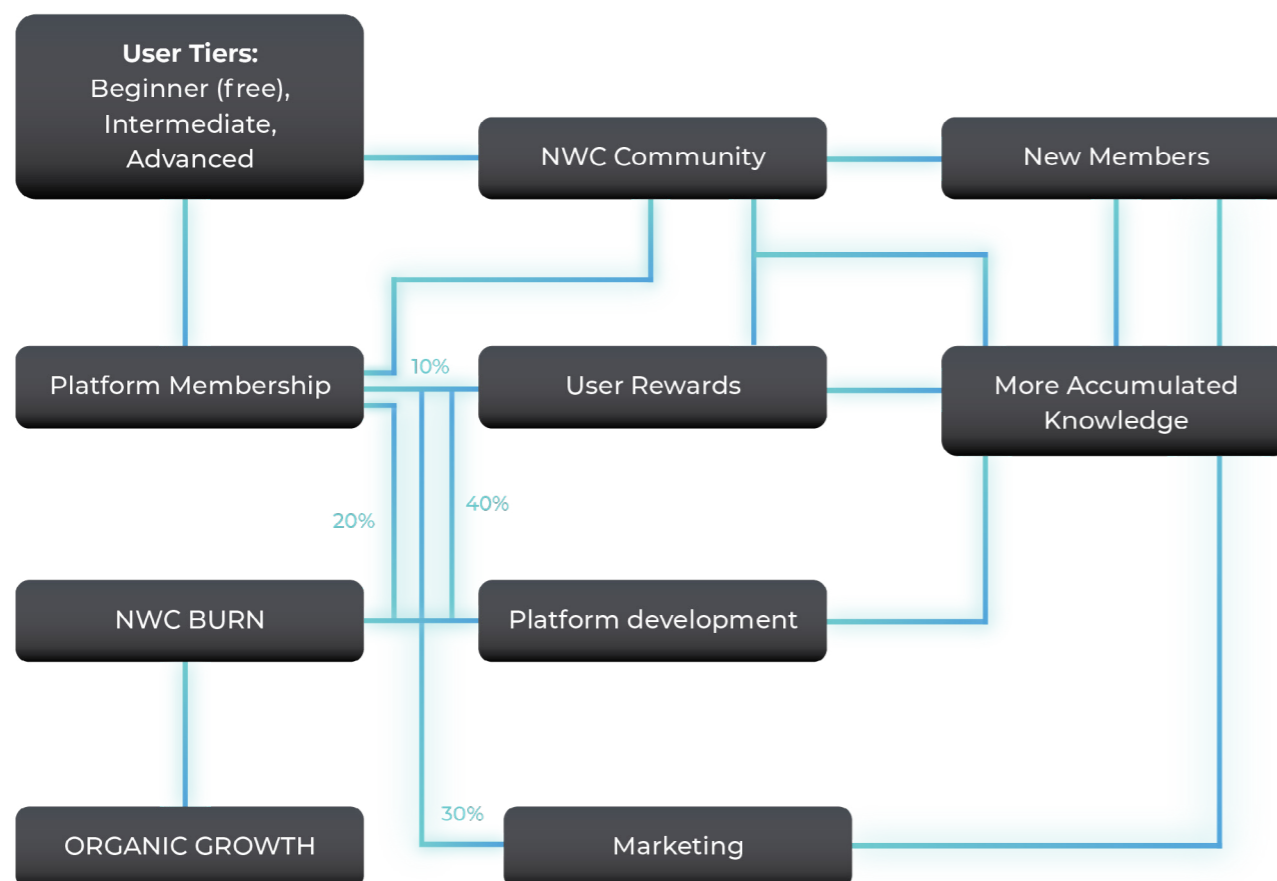 User Tiers:
Beginner (free),
Intermediate,
Advanced
NWC Community
New Members
Platform Membership
10%
User Rewards
More Accumulated
Knowledge
20%
40%
NWC BURN
Platform development
ORGANIC GROWTH
30%
Marketing